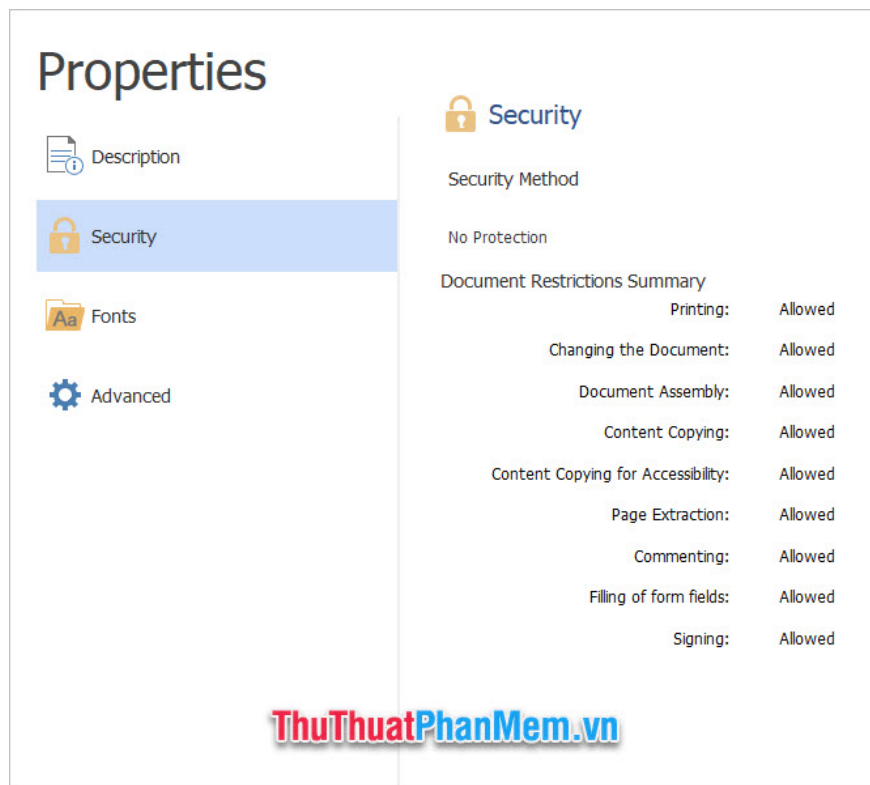 Properties
Description
Security
Aa Fonts
Advanced
Security
Security Method
No Protection
Document Restrictions Summary
Printing: Allowed
Changing the Document: Allowed
Document Assembly: Allowed
Content Copying: Allowed
Content Copying for Accessibility: Allowed
Page Extraction: Allowed
Commenting: Allowed
Filling of form fields: Allowed
Signing: Allowed
ThuThuatPhanMem.vn